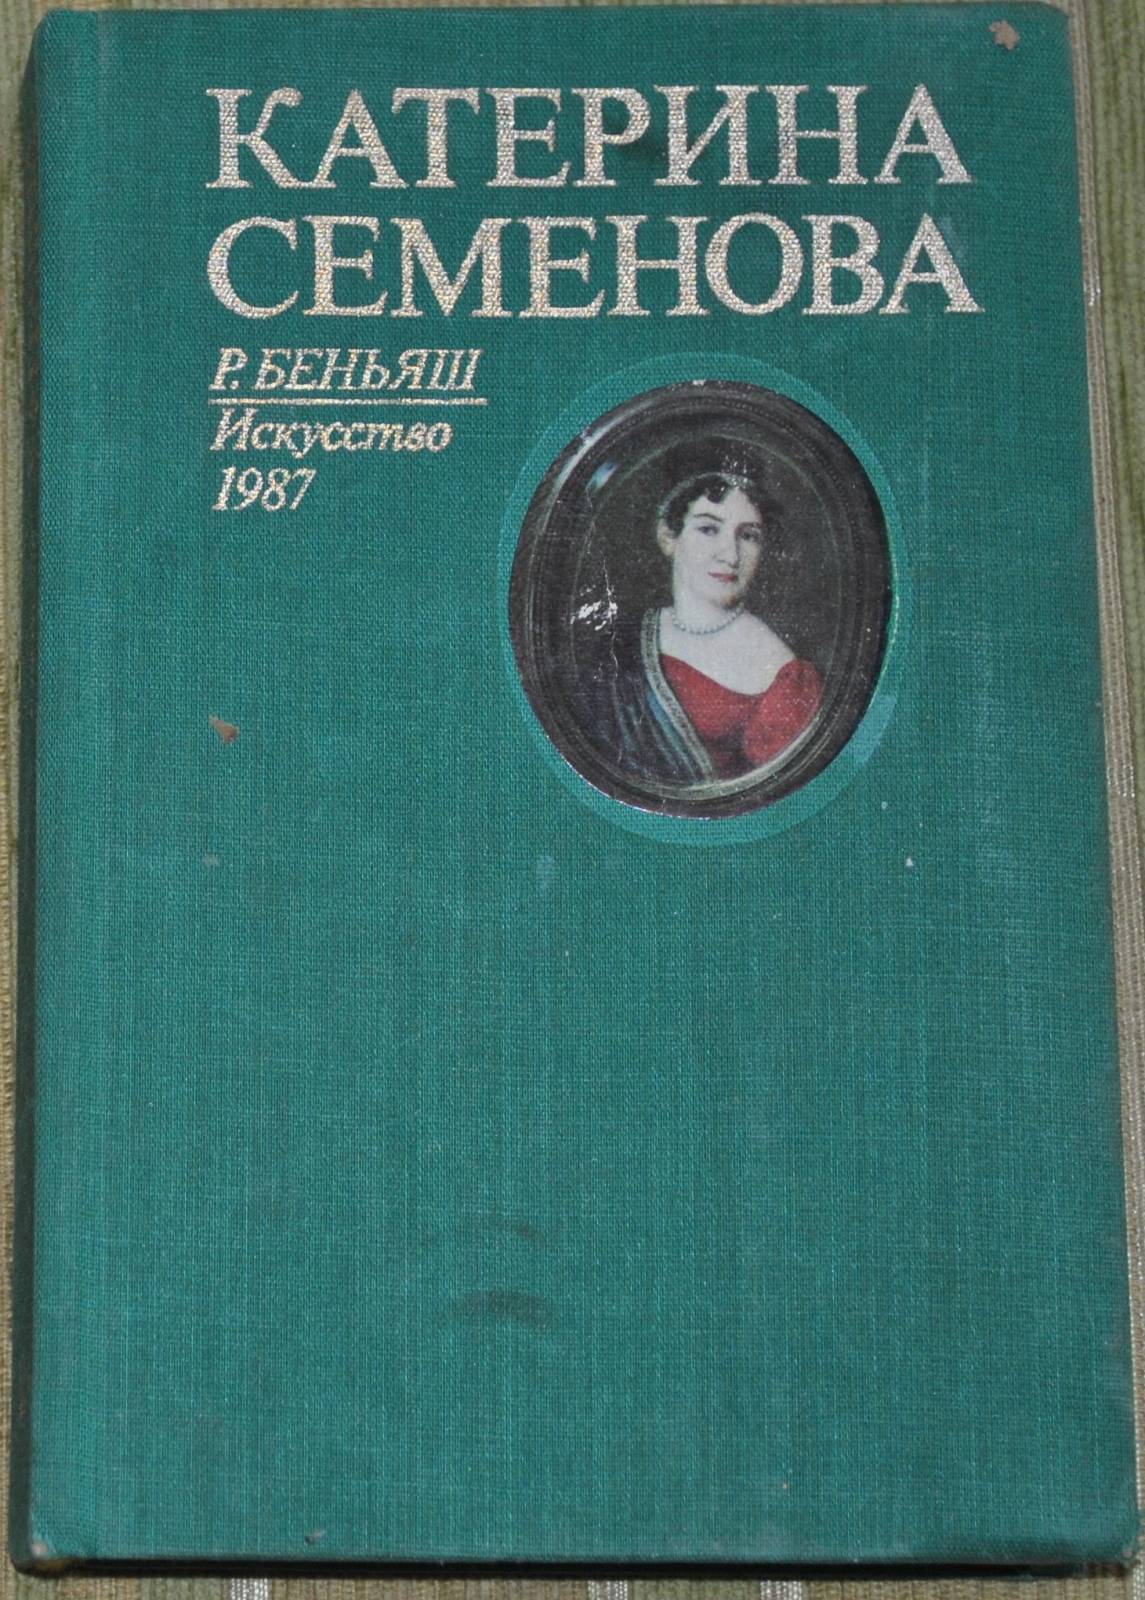 КАТЕРИНА
СЕМЕНОВА
Р. БЕНЬЯШ
Искусство
1987